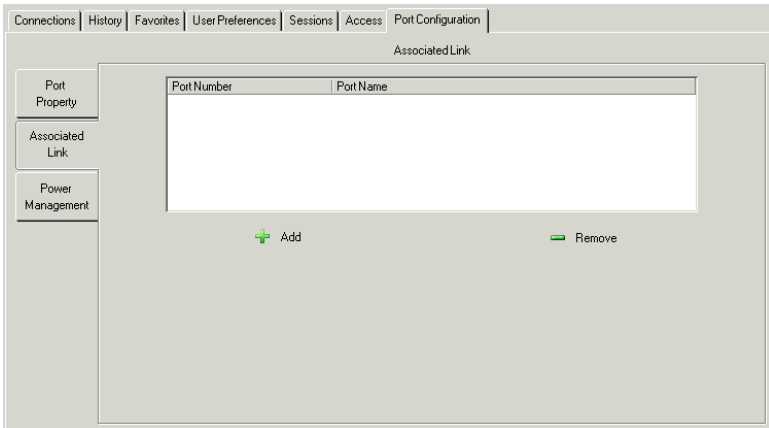 Connections History Favorites User Preferences Sessions Access Port Configuration
Associated Link
Port
Property
Associated
Link
Power
Management
Port Number Port Name
Add Remove